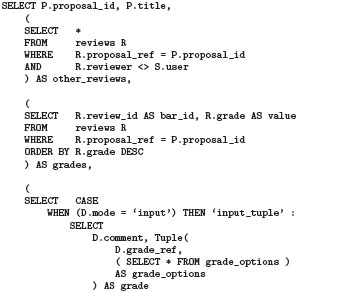 SELECT P.proposal_id, P.title,
(
SELECT *
FROM reviews R
WHERE R.proposal_ref = P.proposal_id
AND R.reviewer <> S.user
) AS other_reviews,
(
SELECT R.review_id AS bar_id, R.grade AS value
FROM reviews R
WHERE R.proposal_ref = P.proposal_id
ORDER BY R.grade DESC
) AS grades,
(
SELECT CASE
WHEN (D.mode = ‘input’) THEN ‘input_tuple’ :
SELECT
D.comment, Tuple(
D.grade_ref,
( SELECT * FROM grade_options )
AS grade_options
) AS grade